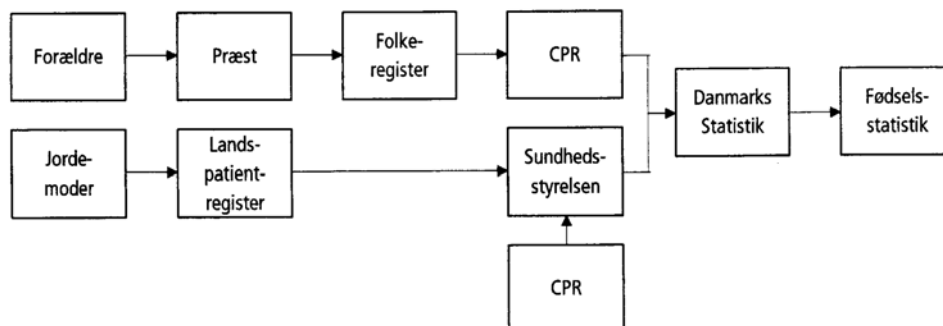 Forældre
Præst
Folke-
register
CPR
Danmarks
Statistik
Fødsels-
statistik
Jorde-
moder
Lands-
patient-
register
Sundheds-
styrelsen
CPR